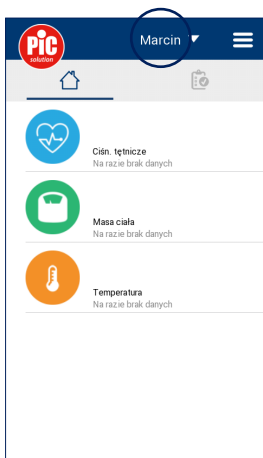 PiC
solution
Marcin
Ciśn. tętnicze
Na razie brak danych
Masa ciała
Na razie brak danych
Temperatura
Na razie brak danych